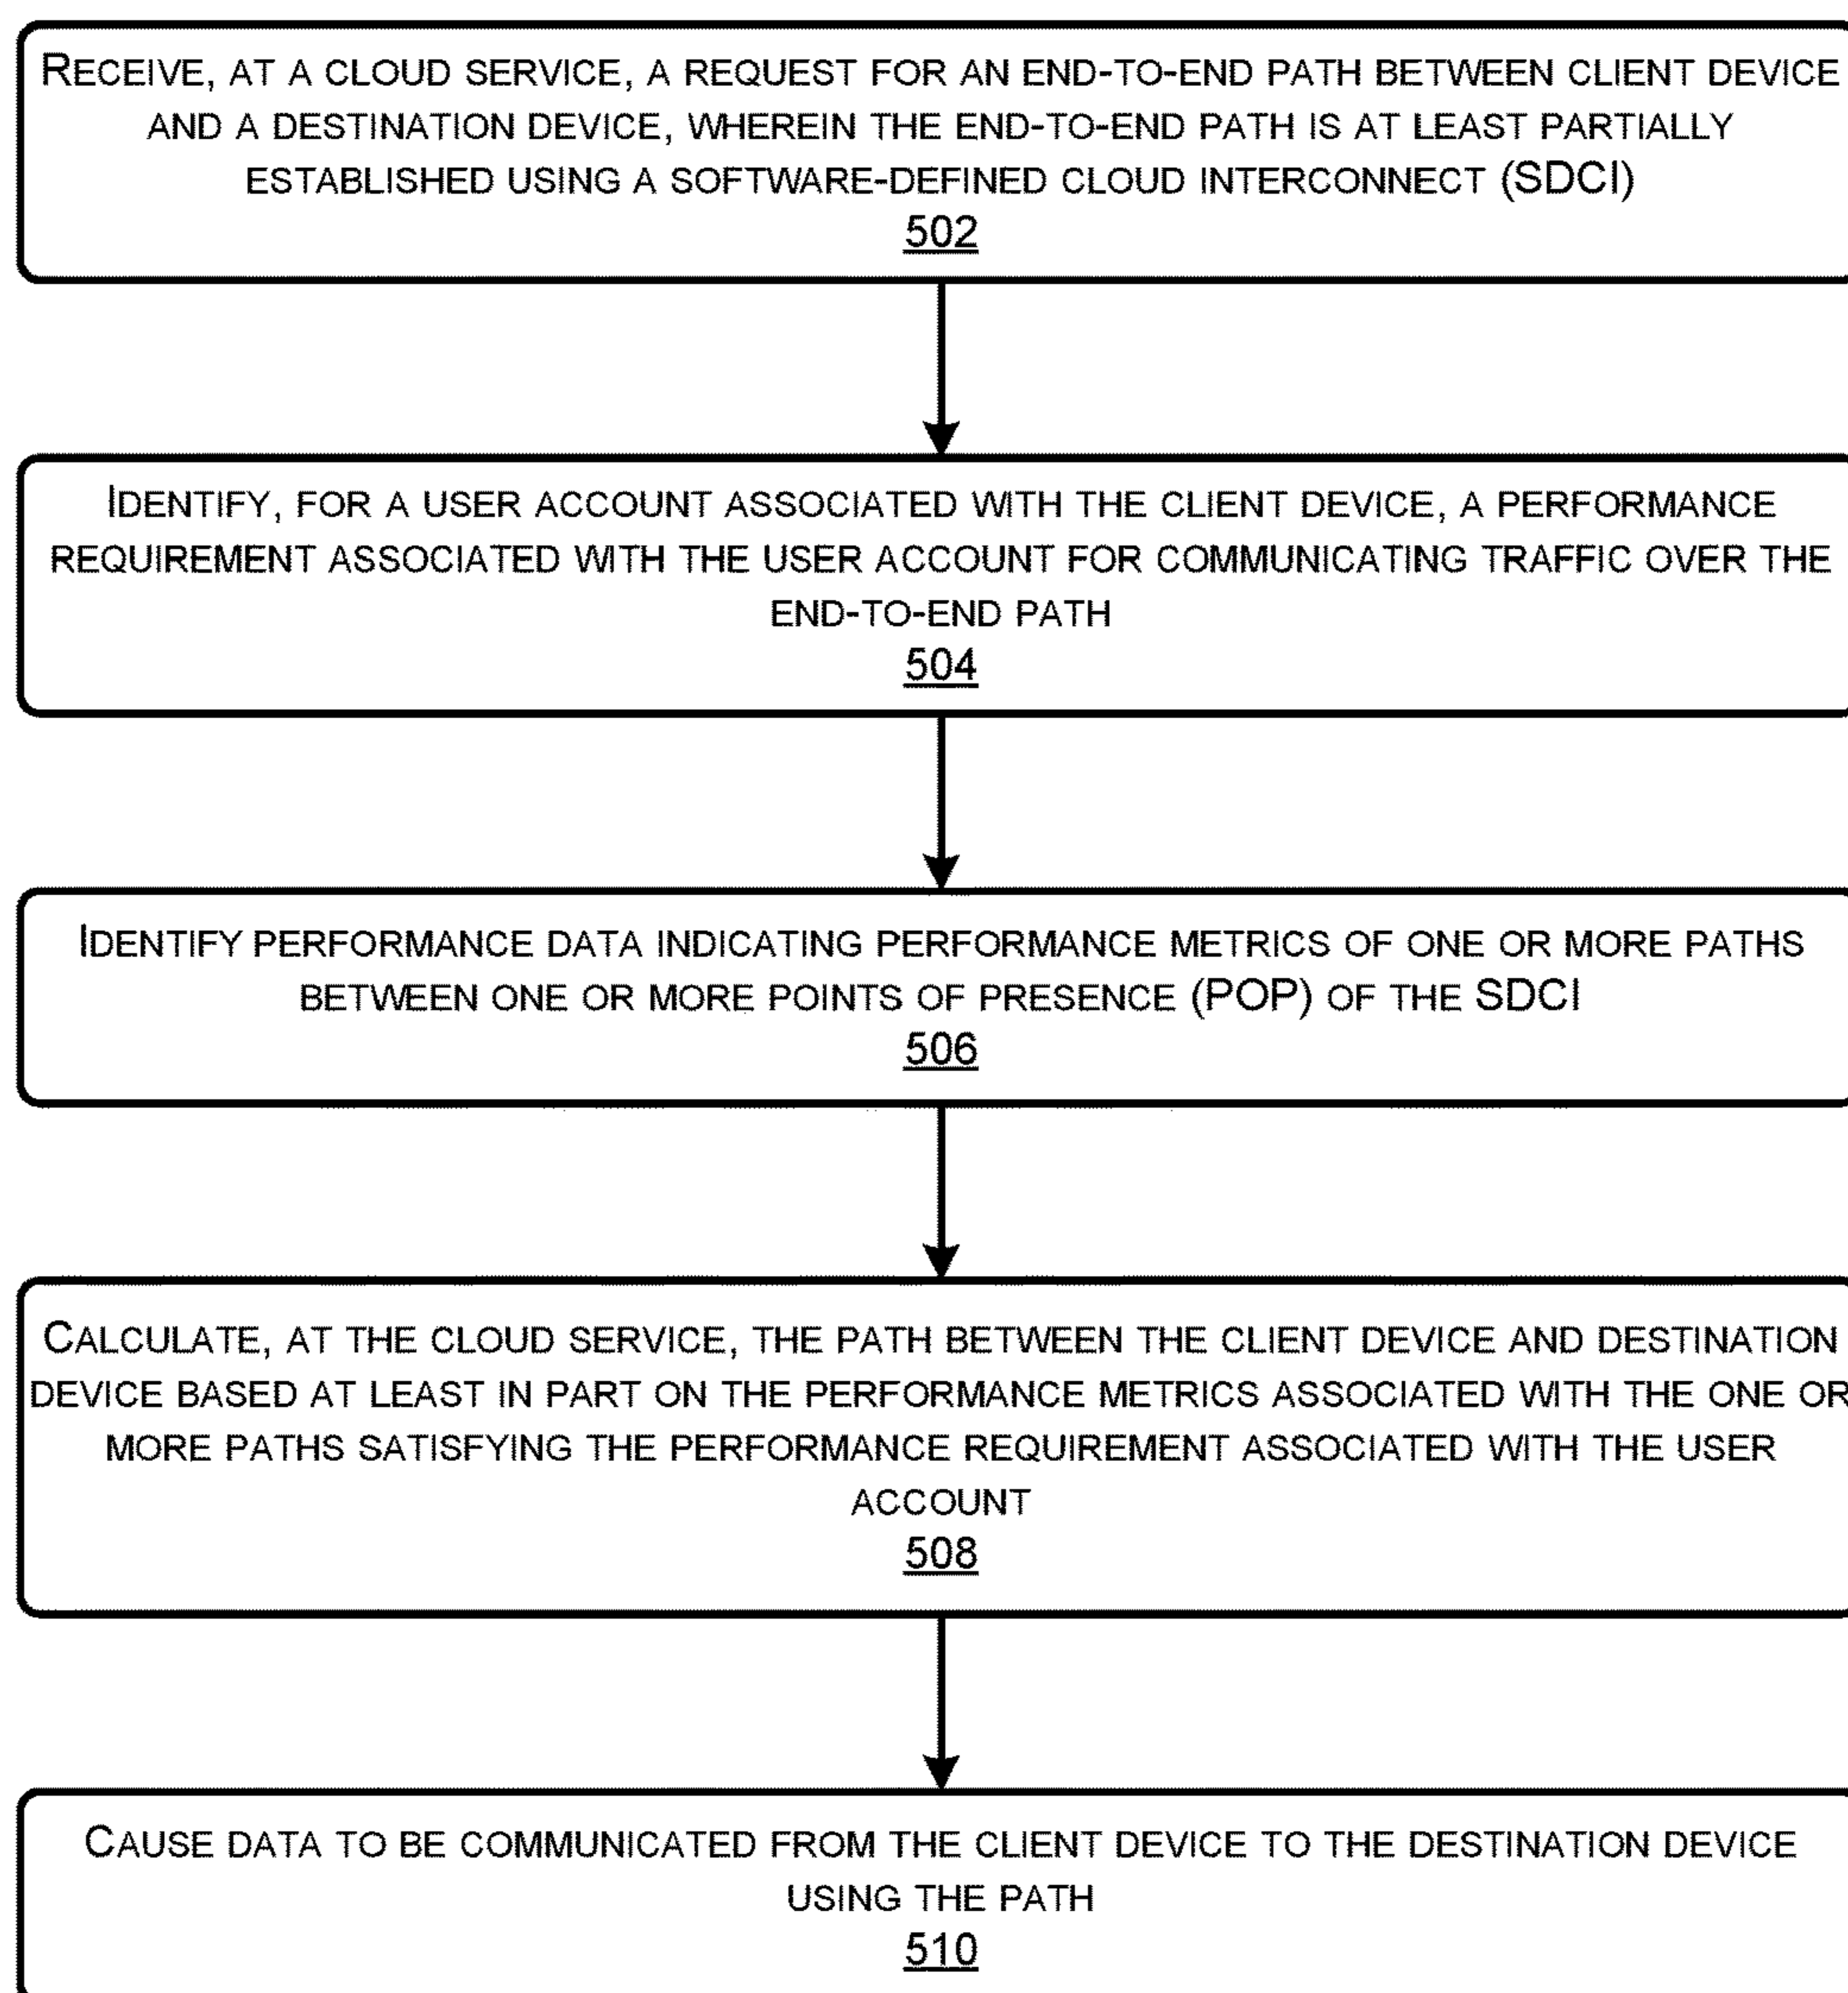 RECEIVE, AT A CLOUD SERVICE, A REQUEST FOR AN END-TO-END PATH BETWEEN CLIENT DEVICE
AND A DESTINATION DEVICE, WHEREIN THE END-TO-END PATH IS AT LEAST PARTIALLY
ESTABLISHED USING A SOFTWARE-DEFINED CLOUD INTERCONNECT (SDCI)
502
IDENTIFY, FOR A USER ACCOUNT ASSOCIATED WITH THE CLIENT DEVICE, A PERFORMANCE
REQUIREMENT ASSOCIATED WITH THE USER ACCOUNT FOR COMMUNICATING TRAFFIC OVER THE
END-TO-END PATH
504
IDENTIFY PERFORMANCE DATA INDICATING PERFORMANCE METRICS OF ONE OR MORE PATHS
BETWEEN ONE OR MORE POINTS OF PRESENCE (POP) OF THE SDCI
506
CALCULATE, AT THE CLOUD SERVICE, THE PATH BETWEEN THE CLIENT DEVICE AND DESTINATION
DEVICE BASED AT LEAST IN PART ON THE PERFORMANCE METRICS ASSOCIATED WITH THE ONE OR
MORE PATHS SATISFYING THE PERFORMANCE REQUIREMENT ASSOCIATED WITH THE USER
ACCOUNT
508
CAUSE DATA TO BE COMMUNICATED FROM THE CLIENT DEVICE TO THE DESTINATION DEVICE
USING THE PATH
510